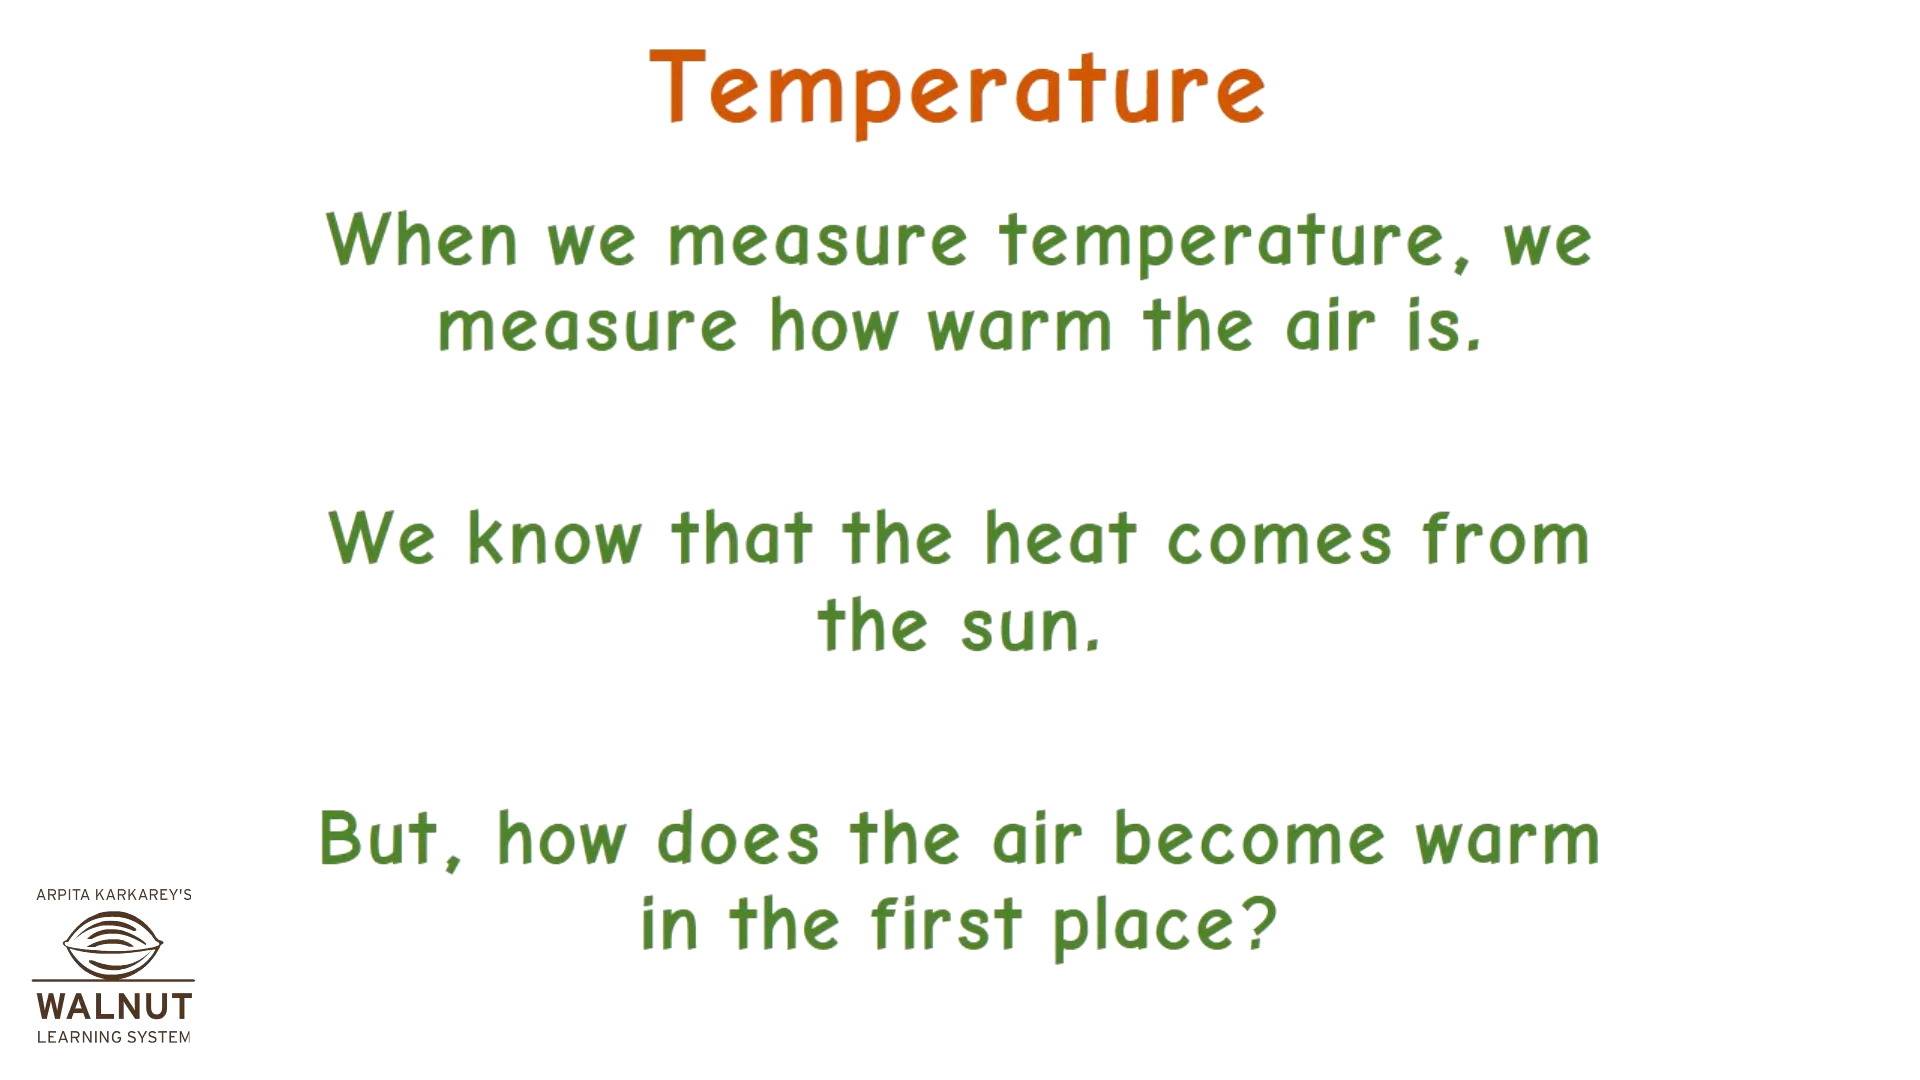 Temperature
When we measure temperature, we
measure how warm the air is.
We know that the heat comes from
the sun.
But, how does the air become warm
in the first place?
ARPITA KARKAREY'S
WALNUT
LEARNING SYSTEM